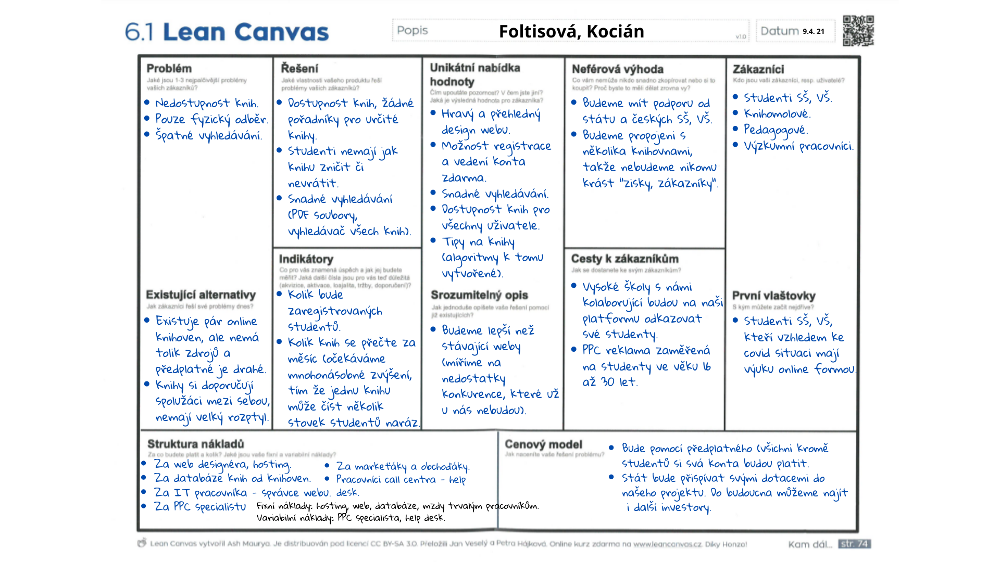 6.1 Lean Canvas
Popis
Foltisová, Kocián
v1.0
Datum 9.4. 21
Problém
Jaké jsou 1-3 nejpalčivější problémy
vašich zákazníků?
• Nedostupnost knih.
• Pouze fyzický odběr.
• Špatné vyhledávání.
Existující alternativy
Jak zákazníci řeší své problémy dnes?
• Existuje pár online
knihoven, ale nemá
tolik zdrojů a
předplatné je drahé.
• Knihy si doporučují
spolužáci mezi sebou,
nemají velký rozptyl.
Řešení
Jaké vlastnosti vašeho produktu řeší
problémy vašich zákazníků?
• Dostupnost knih, žádné
pořadníky pro určité
knihy.
• Studenti nemají jak
knihu zničit či
nevrátit.
• Snadné vyhledávání
(PDF soubory,
vyhledávač všech knih).
Indikátory
Co pro vás znamená úspěch a jak jej budete
měřit? Jaká další čísla jsou pro vás teď důležitá
(akvizice, aktivace, loajalita, tržby, doporučení)?
• Kolik bude
zaregistrovaných
studentů.
• Kolik knih se přečte za
měsíc (očekáváme
mnohonásobné zvýšení,
tím že jednu knihu
může číst několik
stovek studentů naráz.
Unikátní nabídka
hodnoty
Čím upoutáte pozornost? V čem jste jiní?
Jaká je výsledná hodnota pro zákazníka?
• Hravý a přehledný
design webu.
• Možnost registrace
a vedení konta
zdarma.
• Snadné vyhledávání.
• Dostupnost knih pro
všechny uživatele.
• Tipy na knihy
(algoritmy k tomu
vytvořené).
Srozumitelný opis
Jak jednoduše opíšete vaše řešení pomocí
již existujících?
• Budeme lepší než
stávající weby
(míříme na
nedostatky
konkurence, které už
u nás nebudou).
Neférová výhoda
Co vám nemůže nikdo snadno zkopírovat nebo si to
koupit? Proč byste to měli dělat zrovna vy?
• Budeme mít podporu od
státu a českých SŠ, VŠ.
• Budeme propojeni s
několika knihovnami,
takže nebudeme nikomu
krást "zisky, zákazníky".
Cesty k zákazníkům
Jak se dostanete ke svým zákazníkům?
• Vysoké školy s námi
kolaborující budou na naši
platformu odkazovat
své studenty.
• PPC reklama zaměřená
na studenty ve věku 16
až 30 let.
Zákazníci
Kdo jsou vaši zákazníci, resp. uživatelé?
• Studenti SŠ, VŠ.
• Knihomolové.
• Pedagogové.
• Výzkumní pracovníci.
První vlaštovky
S kým můžete začít nejdříve?
• Studenti SŠ, VŠ,
kteří vzhledem ke
covid situaci mají
výuku online formou.
Struktura nákladů
Za co budete platit a kolik? Jaké jsou vaše fixní a variabilní náklady?
• Za web designéra, hosting.
• Za databáze knih od knihoven.
• Za IT pracovníka - správce webu.
• Za PPC specialistu
• Za markeťáky a obchoďáky.
• Pracovníci call centra - help
desk.
Fixní náklady: hosting, web, databáze, mzdy trvalým pracovníkům.
Variabilní náklady: PPC specialista, help desk.
Cenový model
Jak naceníte vaše řešení problému?
• Bude pomocí předplatného (všichni kromě
studentů si svá konta budou platit.
• Stát bude přispívat svými dotacemi do
našeho projektu. Do budoucna můžeme najít
i další investory.
Lean Canvas vytvořil Ash Maurya. Je distribuován pod licencí CC BY-SA 3.0. Přeložili Jan Veselý a Petra Hájková. Online kurz zdarma na www.leancanvas.cz. Díky Honzo!
Kam dál... str. 74